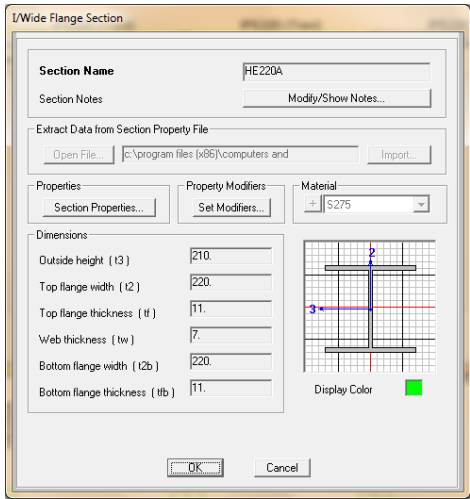 I/Wide Flange Section
Section Name HE220A
Section Notes Modify/Show Notes...
Extract Data from Section Property File
Open File... c:\program files (x86)\computers and Import...
Properties Property Modifiers Material
Section Properties... Set Modifiers... + S275
Dimensions
Outside height ( t3 ) 210.
Top flange width ( t2 ) 220.
Top flange thickness ( tf ) 11.
Web thickness ( tw ) 7.
Bottom flange width ( t2b ) 220.
Bottom flange thickness ( tfb ) 11.
2
3
Display Color
OK Cancel